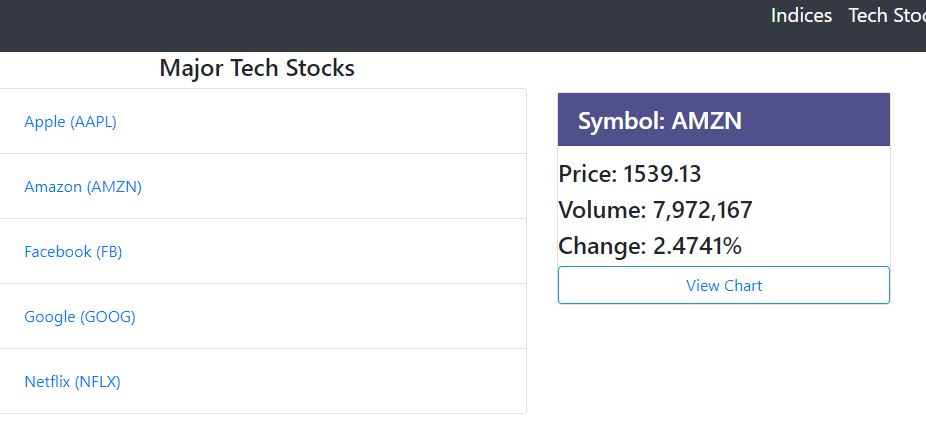 Indices Tech Stoc
Major Tech Stocks
Apple (AAPL)
Amazon (AMZN)
Facebook (FB)
Google (GOOG)
Netflix (NFLX)
Symbol: AMZN
Price: 1539.13
Volume: 7,972,167
Change: 2.4741%
View Chart